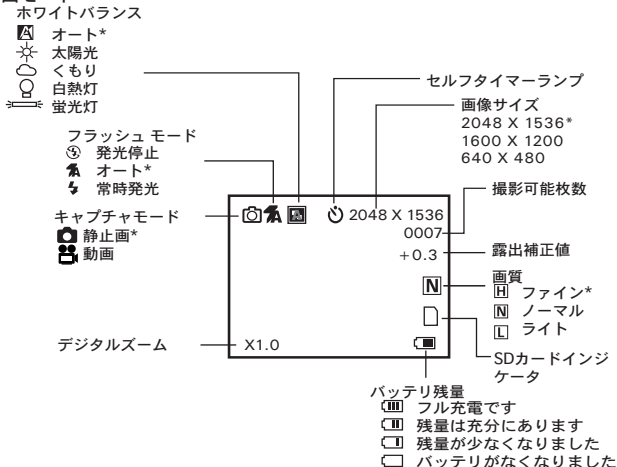 ホワイトバランス
オート*
太陽光
くもり
白熱灯
蛍光灯
フラッシュ モード
発光停止
オート*
常時発光
キャプチャモード
静止画*
動画
デジタルズーム
セルフタイマーランプ
画像サイズ
2048 X 1536*
1600 X 1200
640 X 480
撮影可能枚数
露出補正値
画質
H ファイン*
N ノーマル
L ライト
SDカードインジ
ケータ
2048 X 1536
0007
+0.3
N
X1.0
バッテリ残量
フル充電です
残量は充分にあります
残量が少なくなりました
バッテリがなくなりました